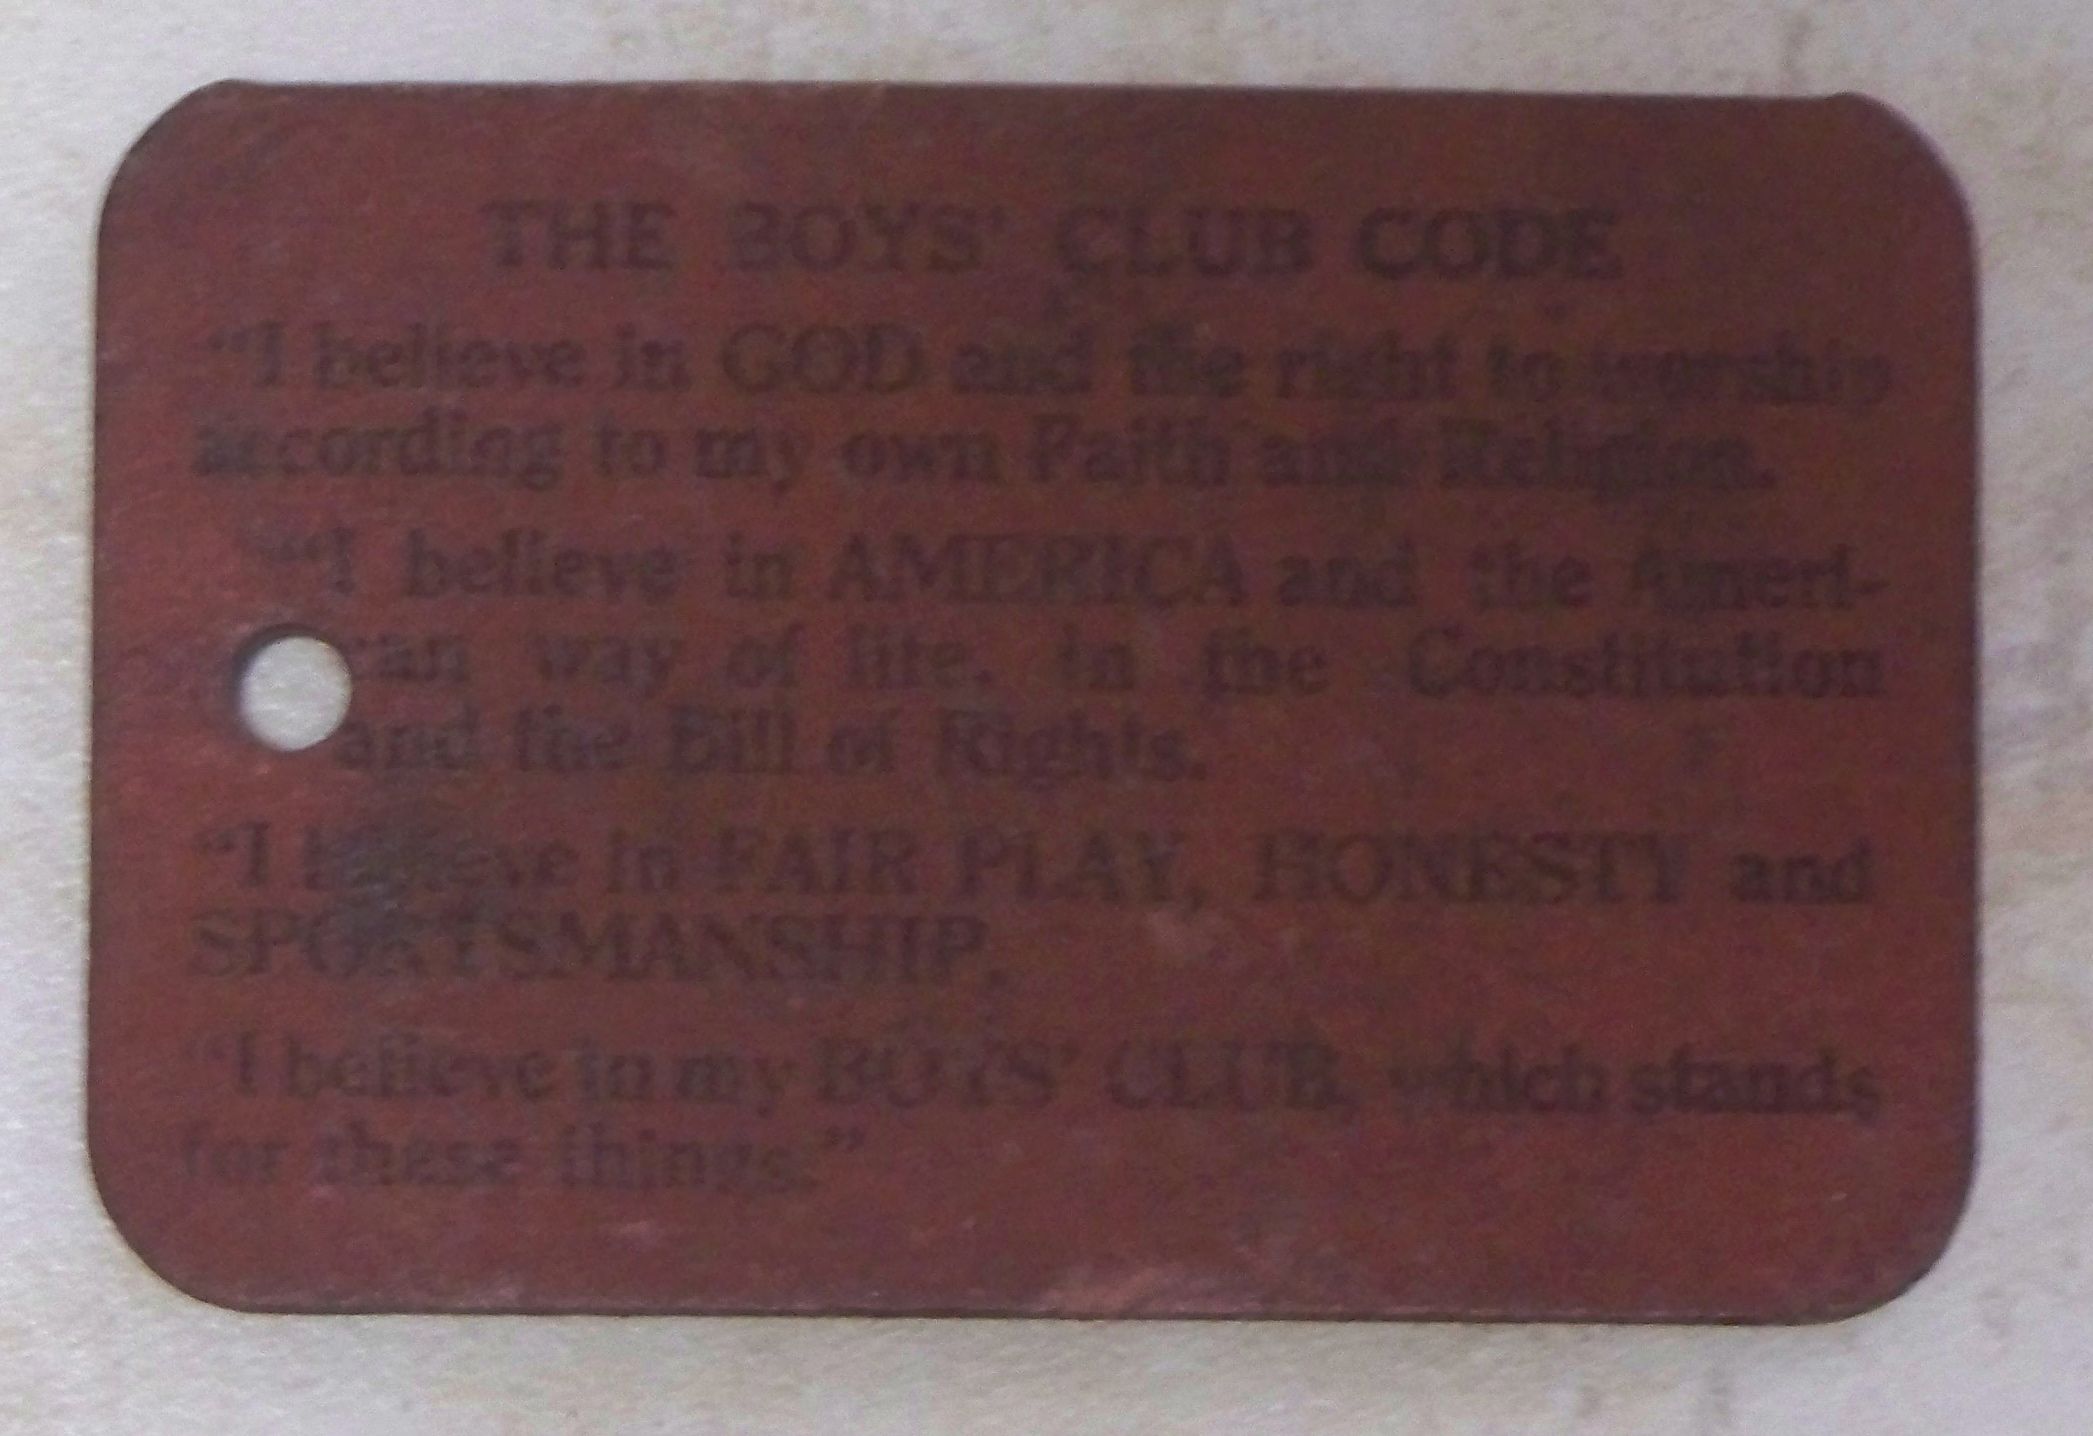 THE BOYS' CLUB CODE
"I believe in GOD and the right to worship
according to my own Faith and Religion.
"I believe in AMERICA and the Ameri-
can way of life. in the Constitution
and the Bill of Rights.
"I believe in FAIR PLAY, HONESTY and
SPORTSMANSHIP.
"I believe in my BOYS' CLUB, which stands
for these things."